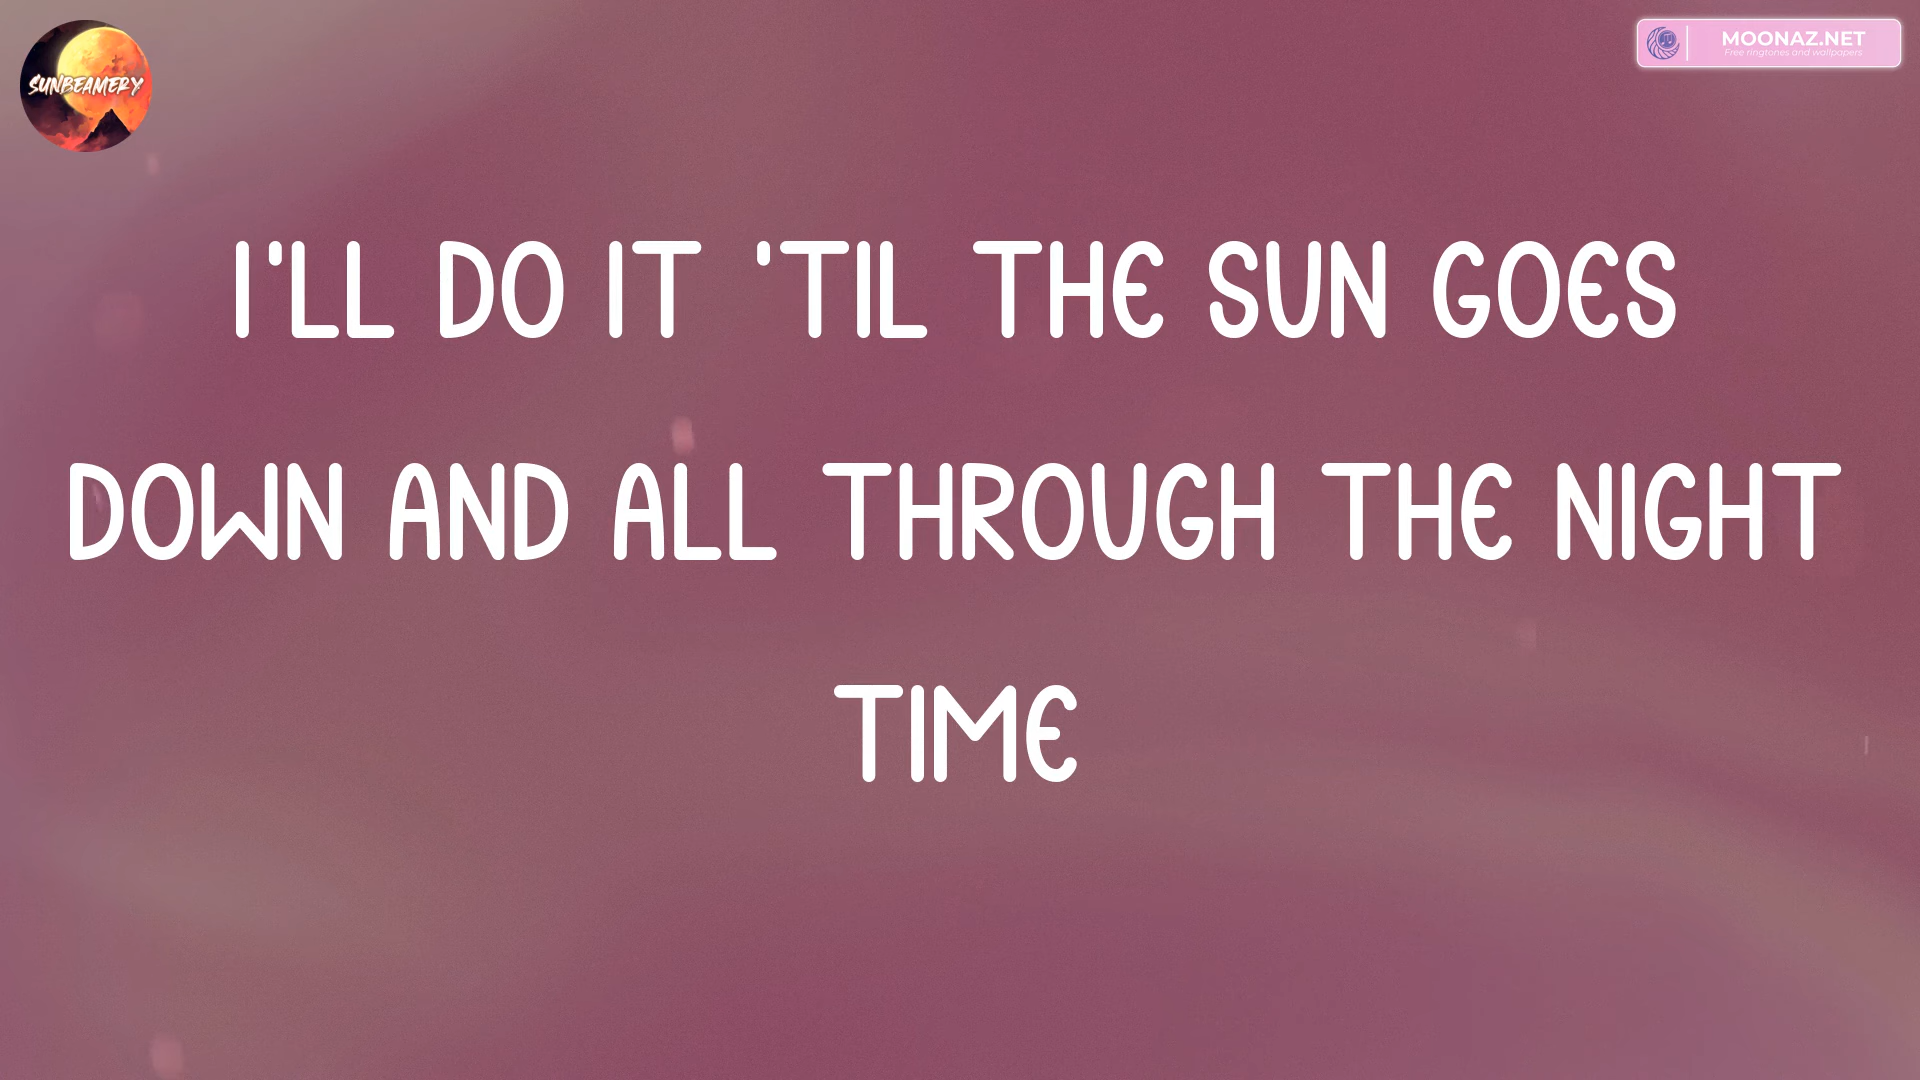 SUNBEAMERY
MOONAZ.NET
Free ringtones and wallpapers
I'LL DO IT 'TIL THE SUN GOES
DOWN AND ALL THROUGH THE NIGHT
TIME